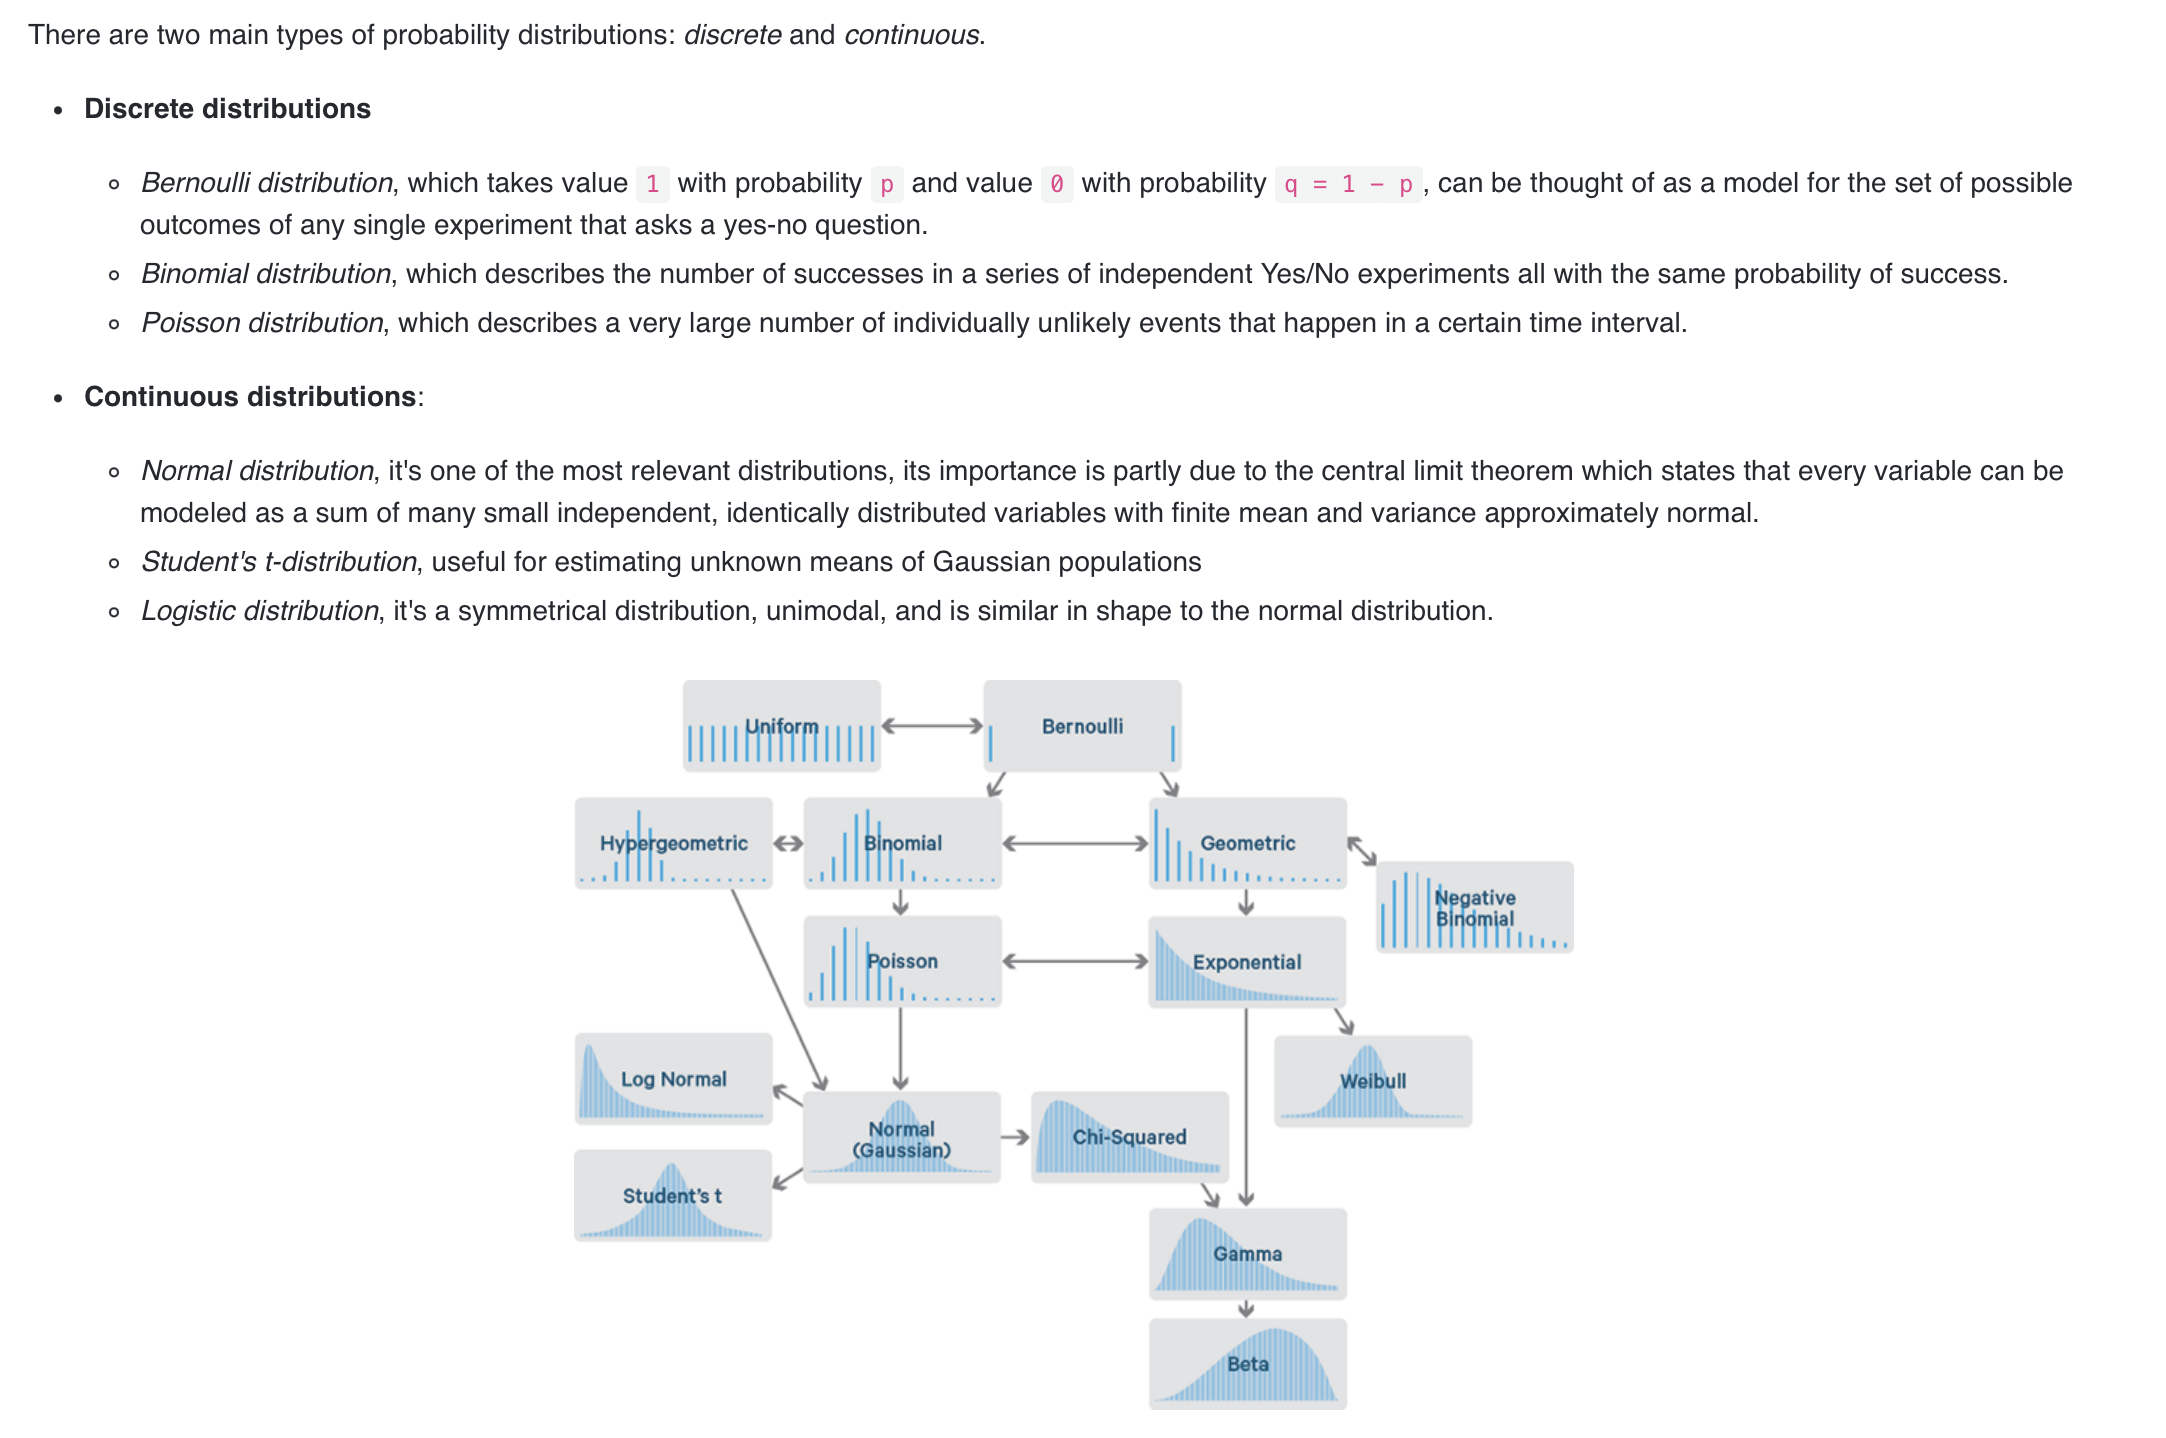 There are two main types of probability distributions: discrete and continuous.
• Discrete distributions
◦ Bernoulli distribution, which takes value 1 with probability p and value 0 with probability q = 1 − p, can be thought of as a model for the set of possible
outcomes of any single experiment that asks a yes-no question.
◦ Binomial distribution, which describes the number of successes in a series of independent Yes/No experiments all with the same probability of success.
◦ Poisson distribution, which describes a very large number of individually unlikely events that happen in a certain time interval.
• Continuous distributions:
◦ Normal distribution, it's one of the most relevant distributions, its importance is partly due to the central limit theorem which states that every variable can be
modeled as a sum of many small independent, identically distributed variables with finite mean and variance approximately normal.
◦ Student's t-distribution, useful for estimating unknown means of Gaussian populations
◦ Logistic distribution, it's a symmetrical distribution, unimodal, and is similar in shape to the normal distribution.
Uniform
Bernoulli
Hypergeometric
Binomial
Geometric
Negative
Binomial
Poisson
Exponential
Log Normal
Weibull
Normal
(Gaussian)
Chi-Squared
Student’s t
Gamma
Beta